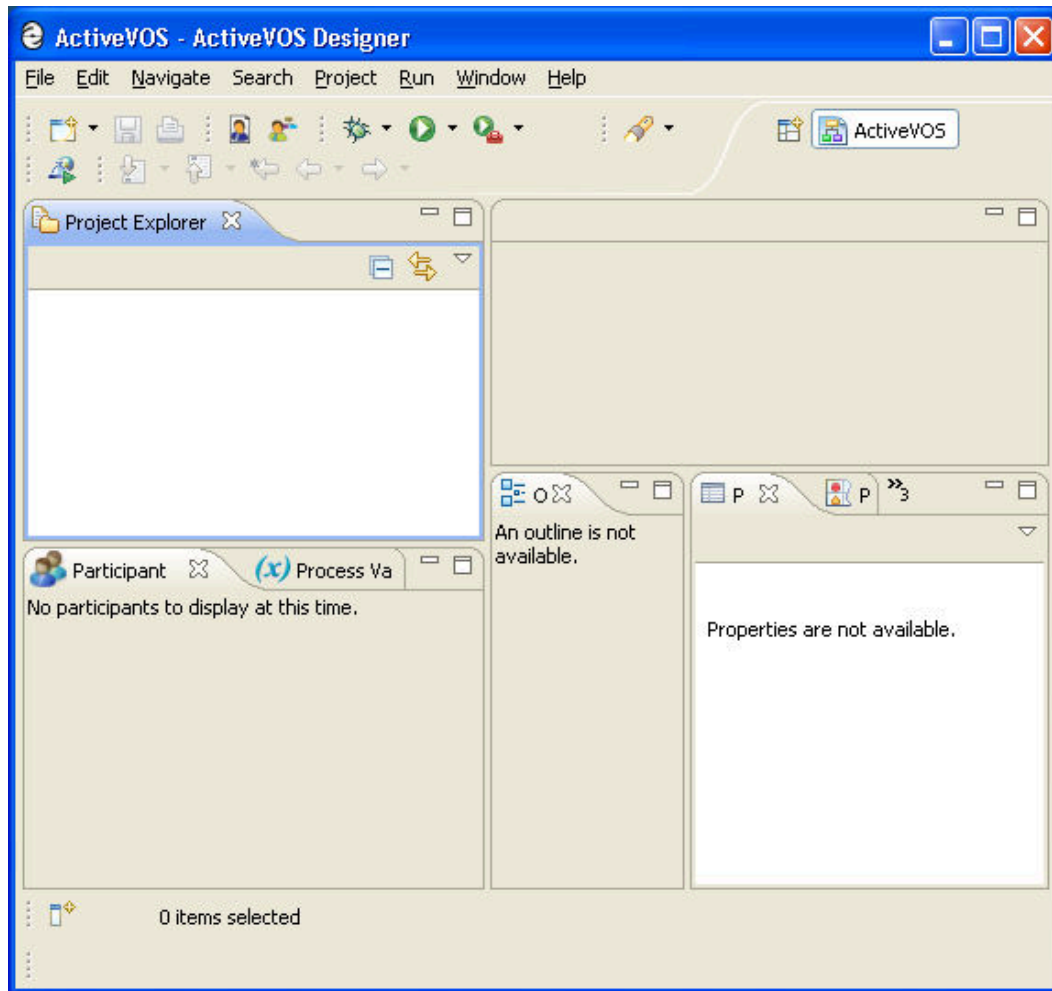 ActiveVOS - ActiveVOS Designer
File Edit Navigate Search Project Run Window Help
ActiveVOS
Project Explorer
Participant
(x) Process Va
No participants to display at this time.
O
An outline is not
available.
P
P
»3
Properties are not available.
0 items selected